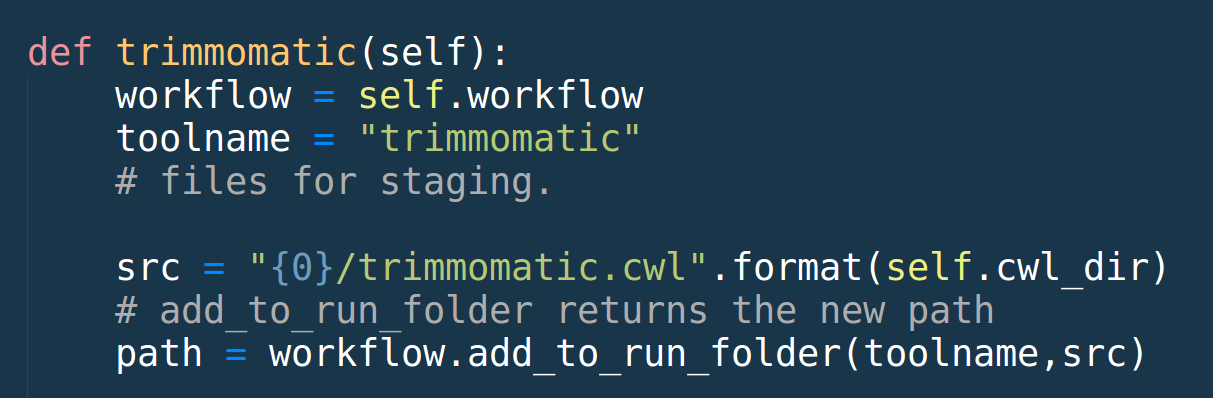 def trimmomatic(self):
    workflow = self.workflow
    toolname = "trimmomatic"
    # files for staging.

    src = "{0}/trimmomatic.cwl".format(self.cwl_dir)
    # add_to_run_folder returns the new path
    path = workflow.add_to_run_folder(toolname,src)